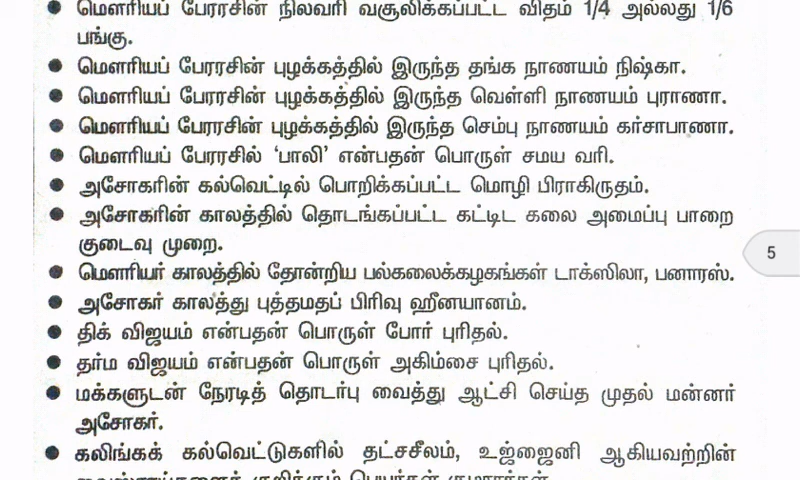 ● மௌரியப் பேரரசின் நிலவரி வசூலிக்கப்பட்ட விதம் 1/4 அல்லது 1/6
பங்கு.
● மௌரியப் பேரரசின் புழக்கத்தில் இருந்த தங்க நாணயம் நிஷ்கா.
● மௌரியப் பேரரசின் புழக்கத்தில் இருந்த வெள்ளி நாணயம் புராணா.
● மௌரியப் பேரரசின் புழக்கத்தில் இருந்த செம்பு நாணயம் கர்சாபாணா.
● மௌரியப் பேரரசில் ‘பாலி’ என்பதன் பொருள் சமய வரி.
● அசோகரின் கல்வெட்டில் பொறிக்கப்பட்ட மொழி பிராகிருதம்.
● அசோகரின் காலத்தில் தொடங்கப்பட்ட கட்டிட கலை அமைப்பு பாறை
குடைவு முறை.
● மௌரியர் காலத்தில் தோன்றிய பல்கலைக்கழகங்கள் டாக்ஸிலா, பனாரஸ்.
● அசோகர் காலத்து புத்தமதப் பிரிவு ஹீனயானம்.
● திக் விஜயம் என்பதன் பொருள் போர் புரிதல்.
● தர்ம விஜயம் என்பதன் பொருள் அகிம்சை புரிதல்.
● மக்களுடன் நேரடித் தொடர்பு வைத்து ஆட்சி செய்த முதல் மன்னர்
அசோகர்.
● கலிங்கக் கல்வெட்டுகளில் தட்சசீலம், உஜ்ஜைனி ஆகியவற்றின்
குறிக்கும் பெயர்கள் குமாரர்கள்.
5